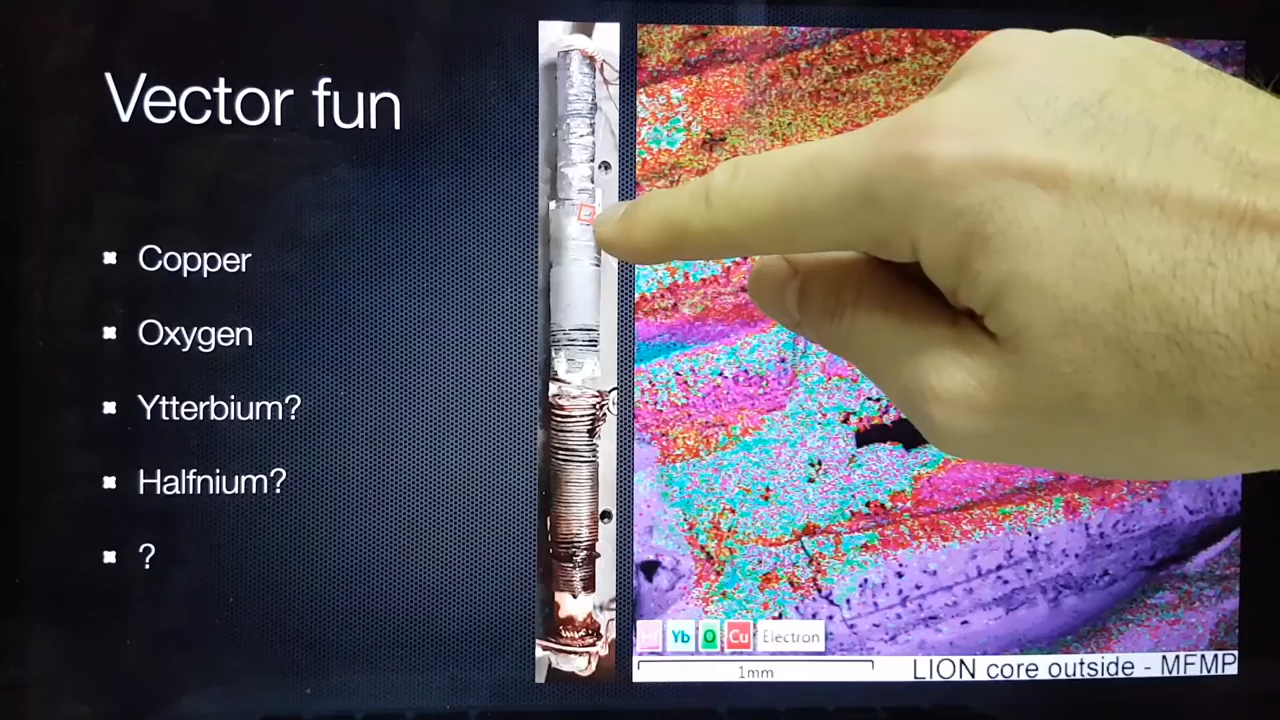 Vector fun
Copper
Oxygen
Ytterbium?
Halfnium?
?
Hf Yb O Cu Electron
1mm
LION core outside - MFMP